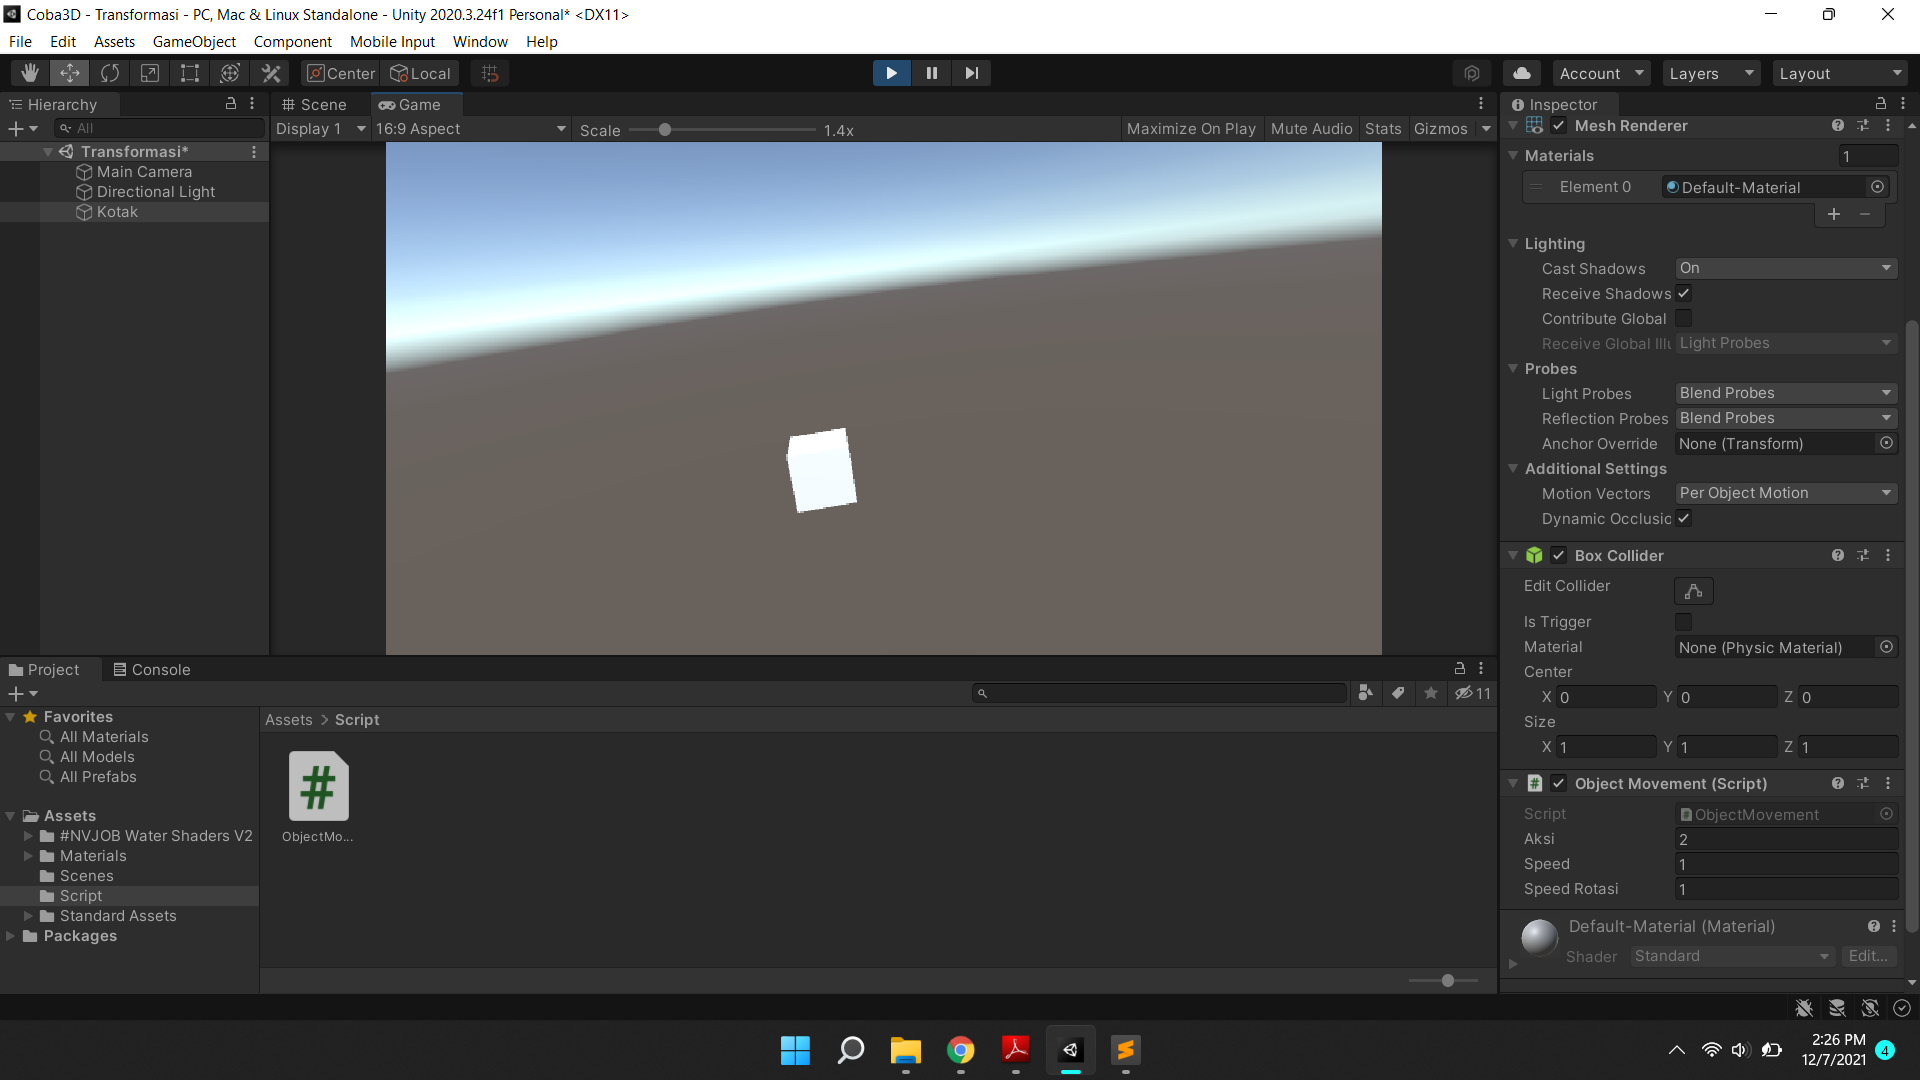 Coba3D - Transformasi - PC, Mac & Linux Standalone - Unity 2020.3.24f1 Personal* <DX11>
File Edit Assets GameObject Component Mobile Input Window Help
Center Local Account Layers Layout
Hierarchy
All
Transformasi*
Main Camera
Directional Light
Kotak
Scene Game
Display 1 16:9 Aspect Scale 1.4x Maximize On Play Mute Audio Stats Gizmos
Inspector
Mesh Renderer
Materials 1
Element 0 Default-Material
Lighting
Cast Shadows On
Receive Shadows
Contribute Global
Receive Global Illu Light Probes
Probes
Light Probes Blend Probes
Reflection Probes Blend Probes
Anchor Override None (Transform)
Additional Settings
Motion Vectors Per Object Motion
Dynamic Occlusic
Box Collider
Edit Collider
Is Trigger
Material None (Physic Material)
Center
X 0 Y 0 Z 0
Size
X 1 Y 1 Z 1
# Object Movement (Script)
Script ObjectMovement
Aksi 2
Speed 1
Speed Rotasi 1
Default-Material (Material)
Shader Standard Edit...
Project Console
11
Favorites
All Materials
All Models
All Prefabs
Assets
#NVJOB Water Shaders V2
Materials
Scenes
Script
Standard Assets
Packages
Assets > Script
#
ObjectMo...
2:26 PM
12/7/2021
4